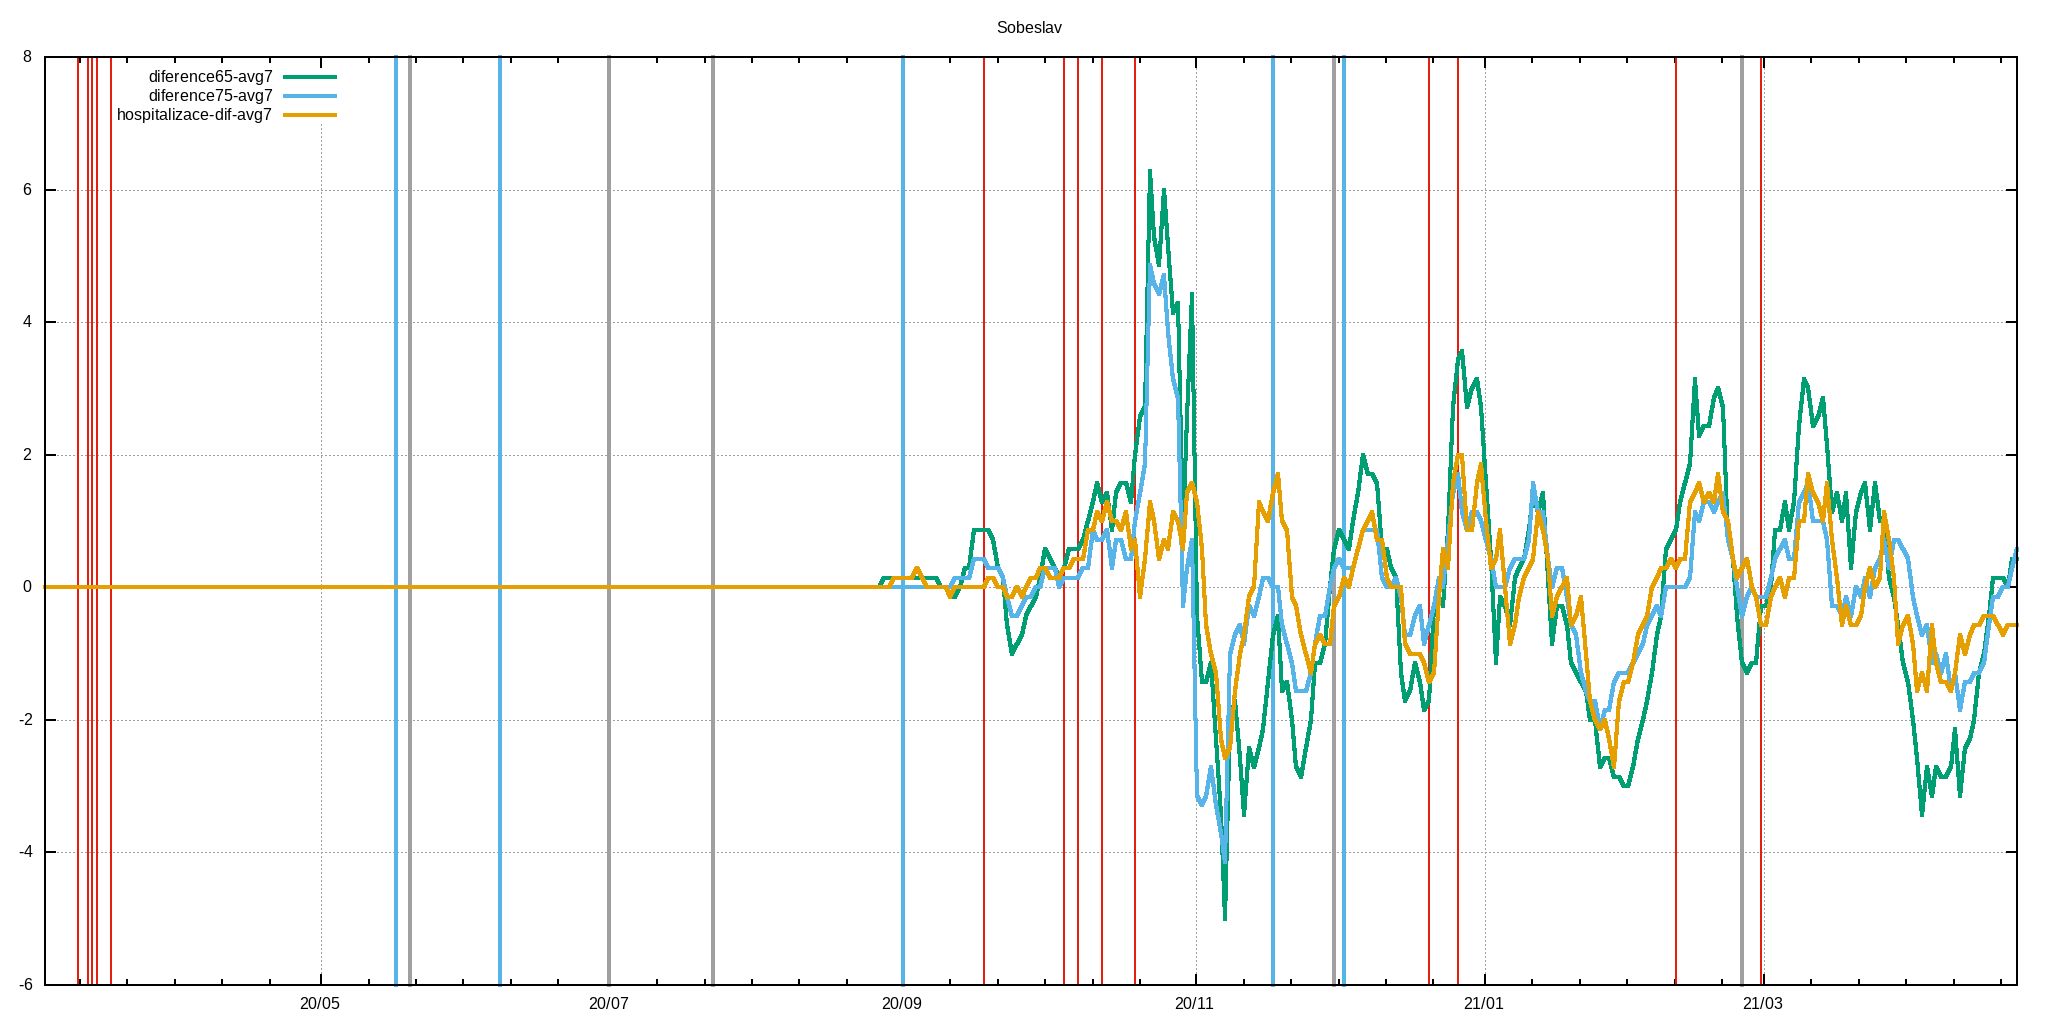 Sobeslav
diference65-avg7
diference75-avg7
hospitalizace-dif-avg7
8
6
4
2
0
-2
-4
-6
20/05 20/07 20/09 20/11 21/01 21/03